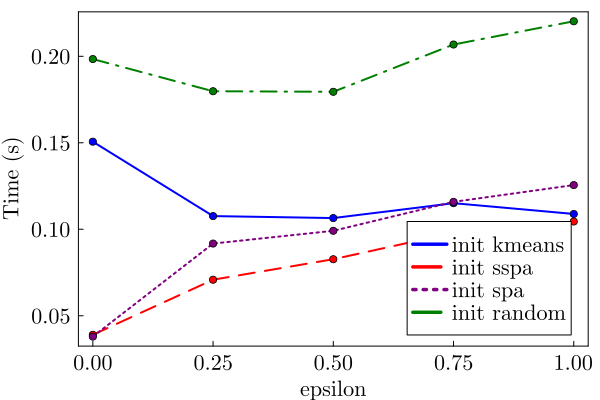 0.20
0.15
0.10
0.05
Time (s)
init kmeans
init sspa
init spa
init random
0.00 0.25 0.50 0.75 1.00
epsilon